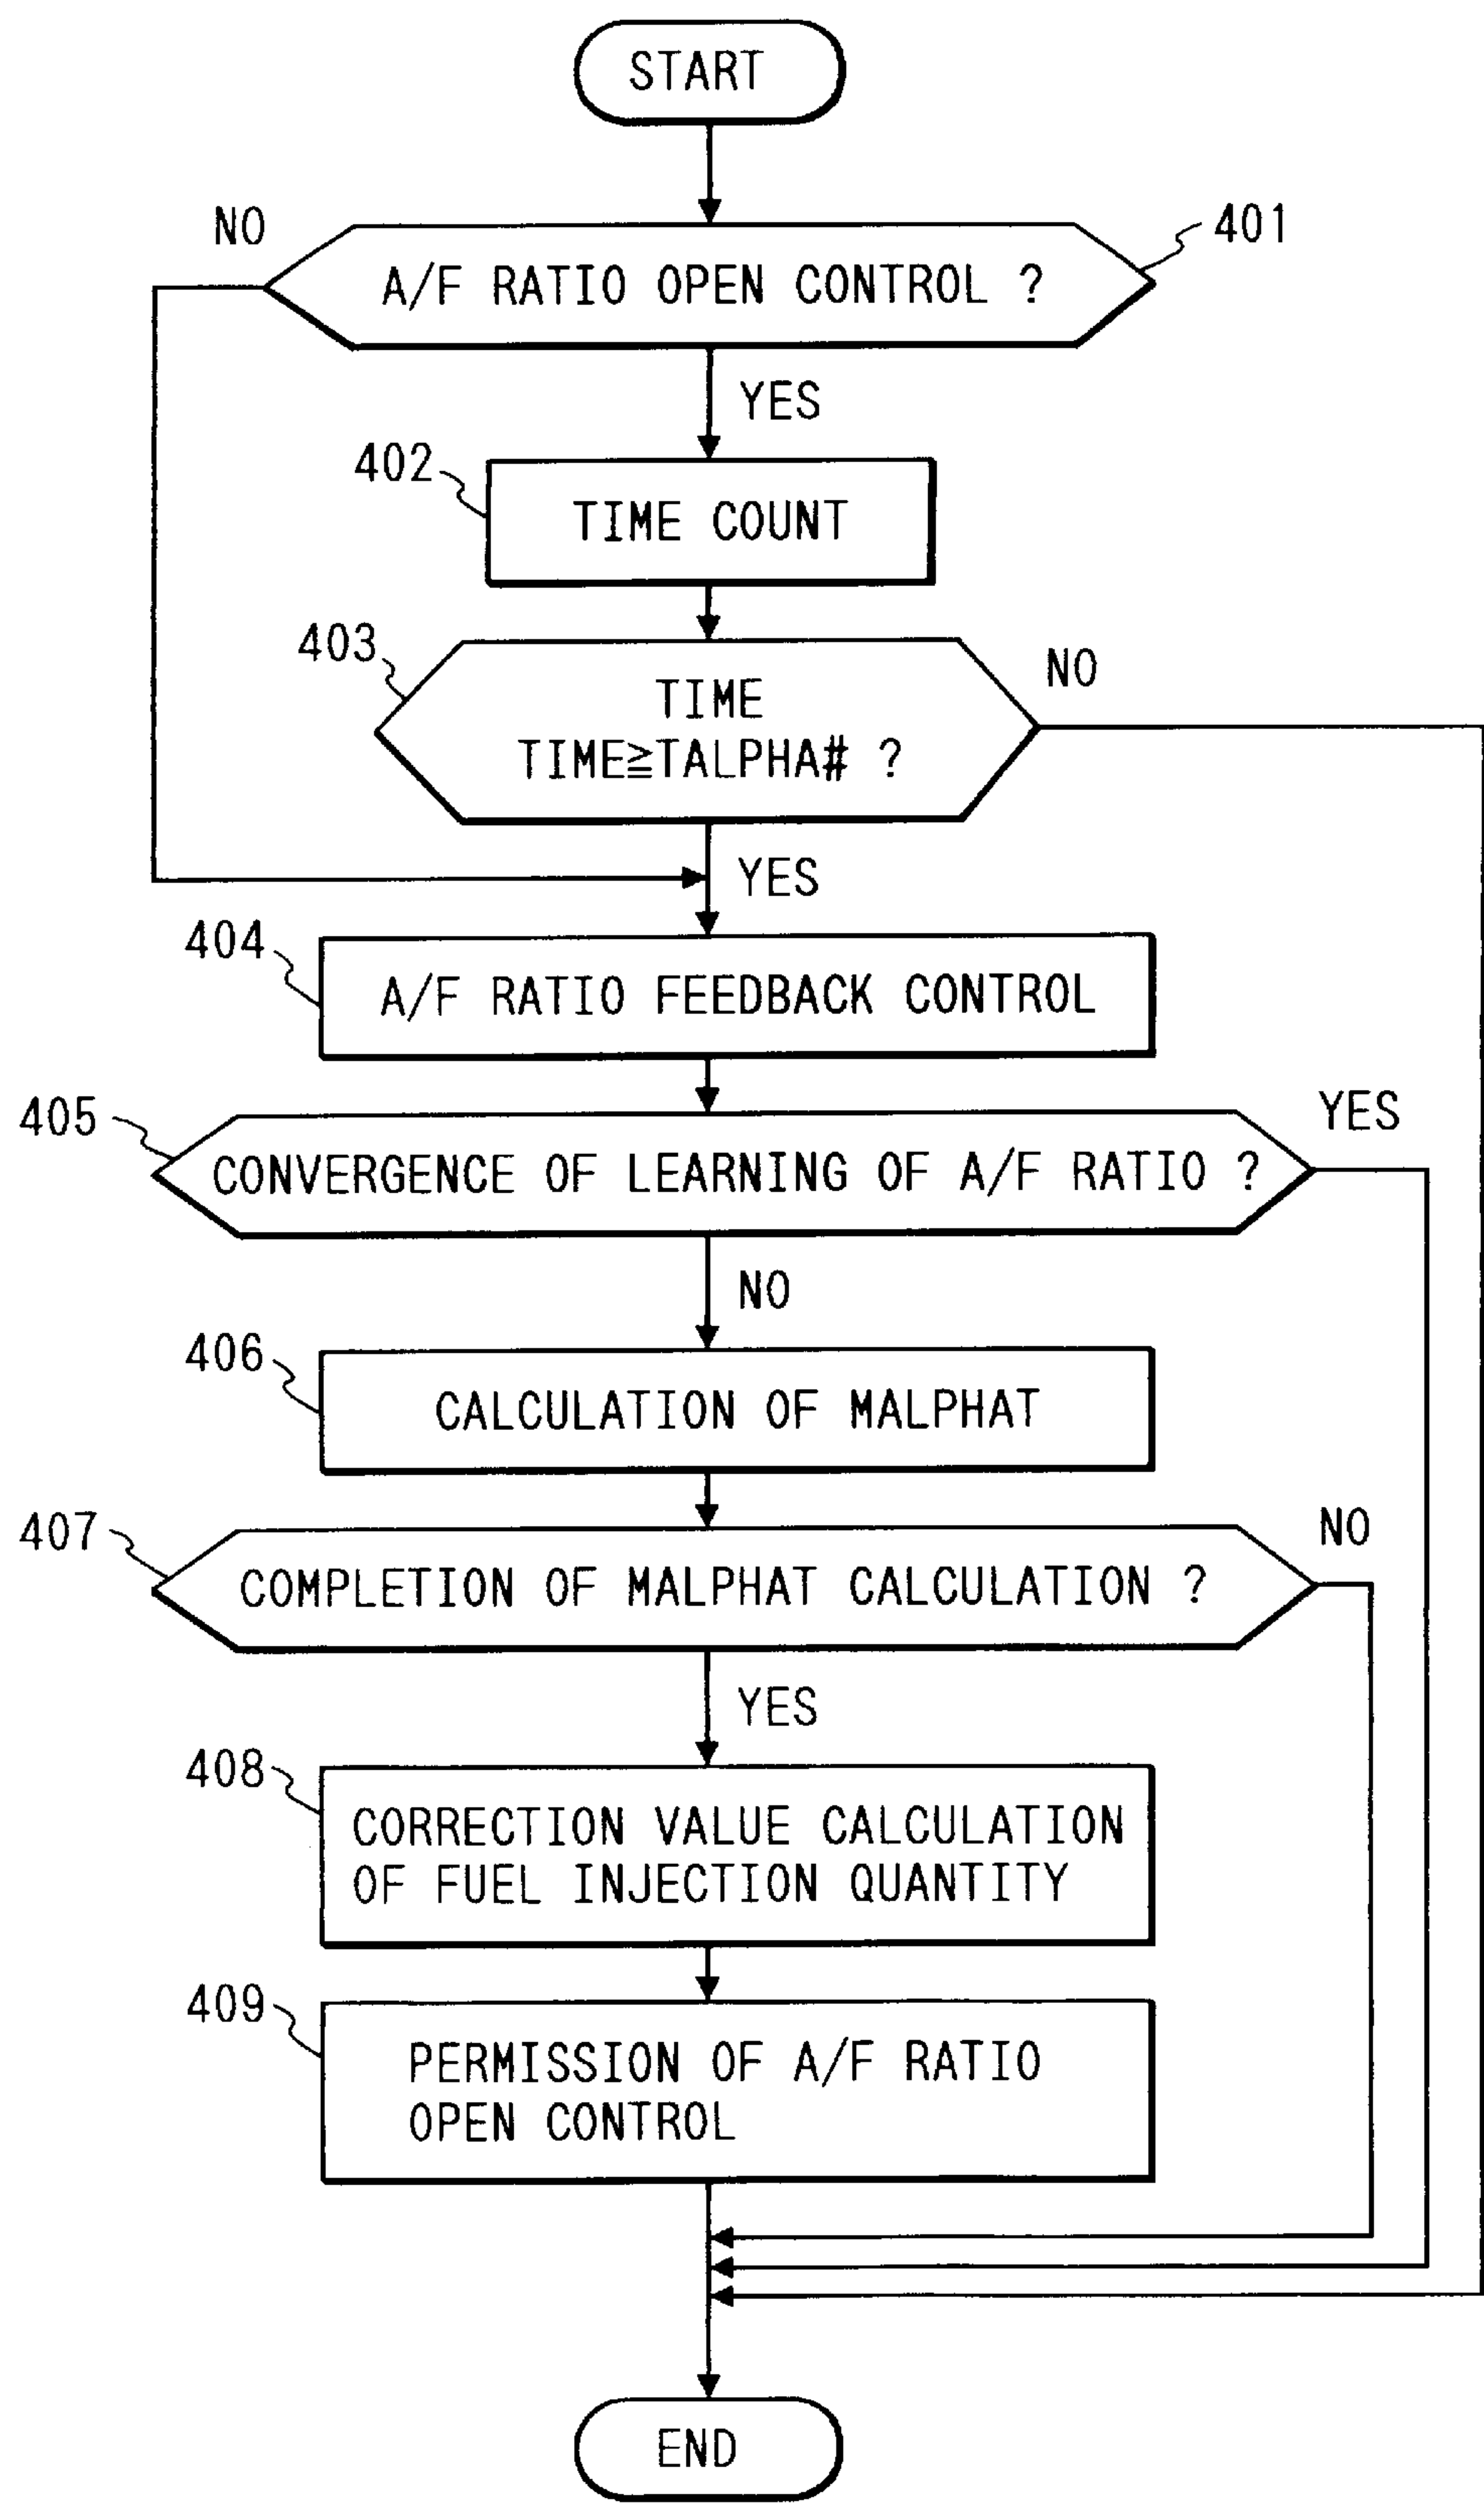 START
NO
401
A/F RATIO OPEN CONTROL ?
YES
402
TIME COUNT
403
NO
TIME
TIME≧TALPHA# ?
YES
404
A/F RATIO FEEDBACK CONTROL
405
YES
CONVERGENCE OF LEARNING OF A/F RATIO ?
NO
406
CALCULATION OF MALPHAT
407
NO
COMPLETION OF MALPHAT CALCULATION ?
YES
408
CORRECTION VALUE CALCULATION
OF FUEL INJECTION QUANTITY
409
PERMISSION OF A/F RATIO
OPEN CONTROL
END